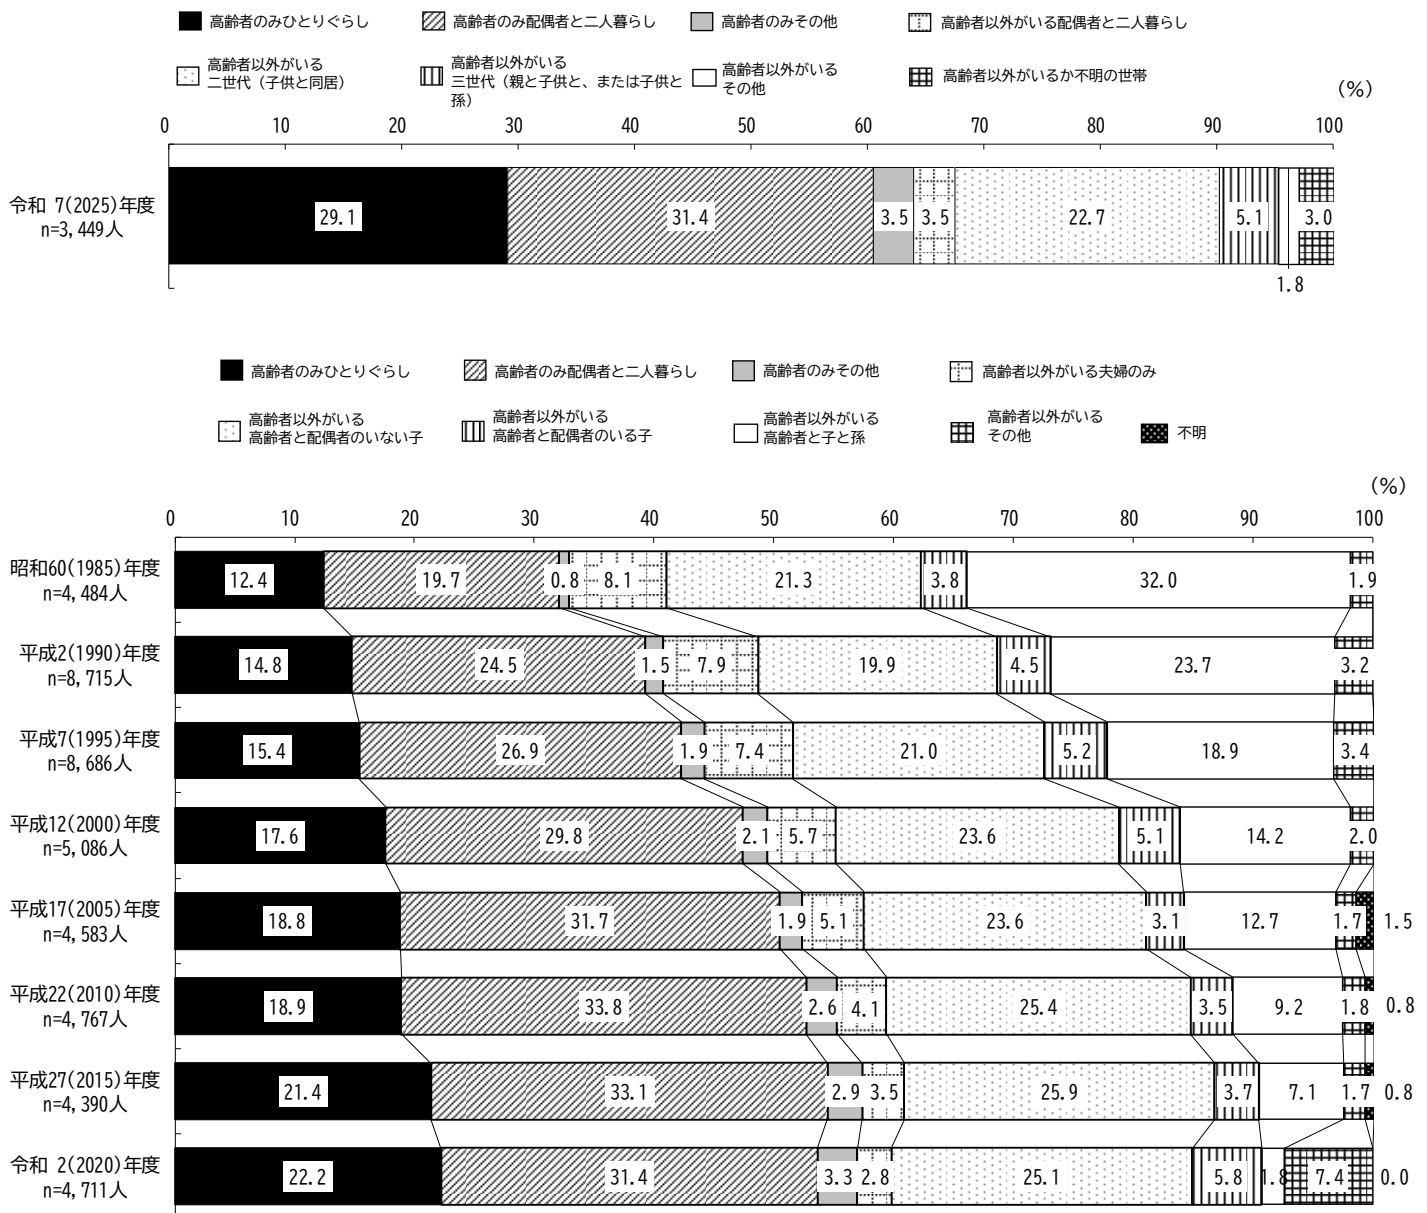 高齢者のみひとりぐらし 高齢者のみ配偶者と二人暮らし 高齢者のみその他 高齢者以外がいる配偶者と二人暮らし
高齢者以外がいる
二世代（子供と同居）
高齢者以外がいる
三世代（親と子供と、または子供と
孫）
高齢者以外がいる
その他
高齢者以外がいるか不明の世帯
(%)
0 10 20 30 40 50 60 70 80 90 100
令和 7(2025)年度
n=3,449人
29.1 31.4 3.5 3.5 22.7 5.1 3.0
1.8
高齢者のみひとりぐらし 高齢者のみ配偶者と二人暮らし 高齢者のみその他 高齢者以外がいる夫婦のみ
高齢者以外がいる
高齢者と配偶者のいない子
高齢者以外がいる
高齢者と配偶者のいる子
高齢者以外がいる
高齢者と子と孫
高齢者以外がいる
その他
不明
(%)
0 10 20 30 40 50 60 70 80 90 100
昭和60(1985)年度
n=4,484人
12.4 19.7 0.8 8.1 21.3 3.8 32.0 1.9
平成2(1990)年度
n=8,715人
14.8 24.5 1.5 7.9 19.9 4.5 23.7 3.2
平成7(1995)年度
n=8,686人
15.4 26.9 1.9 7.4 21.0 5.2 18.9 3.4
平成12(2000)年度
n=5,086人
17.6 29.8 2.1 5.7 23.6 5.1 14.2 2.0
平成17(2005)年度
n=4,583人
18.8 31.7 1.9 5.1 23.6 3.1 12.7 1.7 1.5
平成22(2010)年度
n=4,767人
18.9 33.8 2.6 4.1 25.4 3.5 9.2 1.8 0.8
平成27(2015)年度
n=4,390人
21.4 33.1 2.9 3.5 25.9 3.7 7.1 1.7 0.8
令和 2(2020)年度
n=4,711人
22.2 31.4 3.3 2.8 25.1 5.8 1.8 7.4 0.0